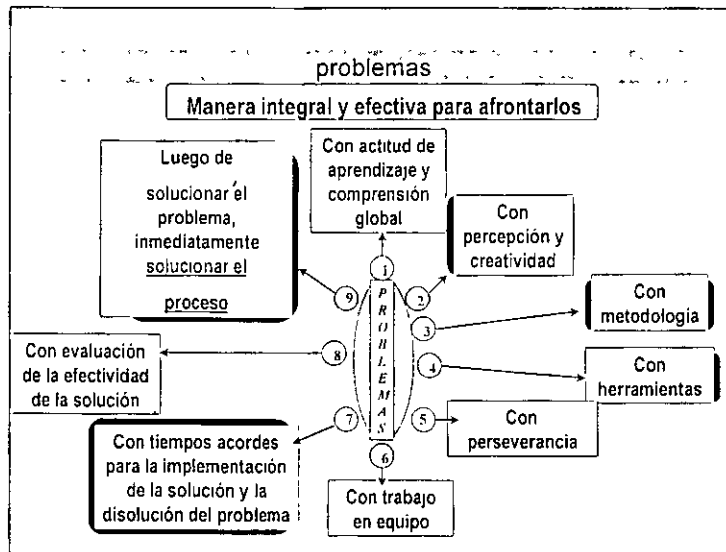 problemas
Manera integral y efectiva para afrontarlos
Luego de
solucionar el
problema,
inmediatamente
solucionar el
proceso
Con actitud de
aprendizaje y
comprensión
global
Con
percepción y
creatividad
Con
metodología
Con
herramientas
Con
perseverancia
Con trabajo
en equipo
Con tiempos acordes
para la implementación
de la solución y la
disolución del problema
Con evaluación
de la efectividad
de la solución
1
2
3
4
5
6
7
8
9
PROBLEMAS